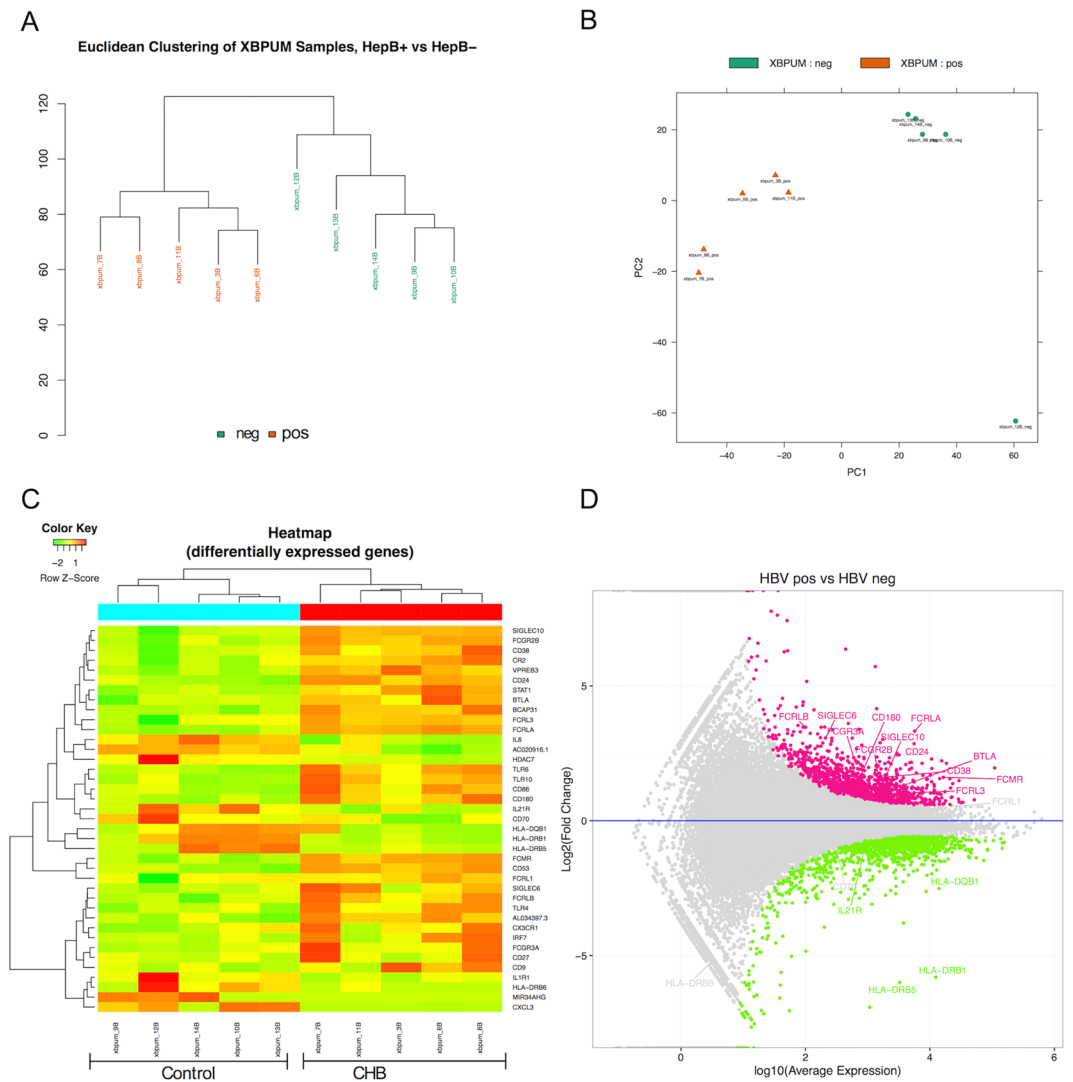 A
Euclidean Clustering of XBPUM Samples, HepB+ vs HepB−
120
100
80
60
40
20
0
xbpum_7B
xbpum_8B
xbpum_11B
xbpum_3B
xbpum_6B
xbpum_12B
xbpum_13B
xbpum_14B
xbpum_9B
xbpum_10B
neg pos
B
XBPUM : neg XBPUM : pos
PC2
20
0
−20
−40
−60
xbpum_14B_neg
xbpum_3B_pos
xbpum_6B_pos
xbpum_11B_pos
xbpum_8B_pos
xbpum_7B_pos
xbpum_12B_neg
−40 −20 0 20 40 60
PC1
C
Color Key
−2 1
Row Z−Score
Heatmap
(differentially expressed genes)
SIGLEC10
FCGR2B
CD38
CR2
VPREB3
CD24
STAT1
BTLA
BCAP31
FCRL3
FCRLA
IL6
AC020916.1
HDAC7
TLR6
TLR10
CD86
CD180
IL21R
CD70
HLA−DQB1
HLA−DRB1
HLA−DRB5
FCMR
CD53
FCRL1
SIGLEC6
FCRLB
TLR4
AL034397.3
CX3CR1
IRF7
FCGR3A
CD27
CD9
IL1R1
HLA−DRB6
MIR34AHG
CXCL3
xbpum_9B
xbpum_12B
xbpum_14B
xbpum_10B
xbpum_13B
xbpum_7B
xbpum_11B
xbpum_3B
xbpum_6B
xbpum_8B
Control CHB
D
HBV pos vs HBV neg
Log2(Fold Change)
5
0
−5
FCRLB
SIGLEC6
CD180
FCRLA
FCGR3A
SIGLEC10
FCGR2B
CD24
BTLA
CD38
FCMR
FCRL3
FCRL1
HLA−DQB1
IL21R
HLA−DRB1
HLA−DRB5
HLA−DRB6
0 2 4 6
log10(Average Expression)